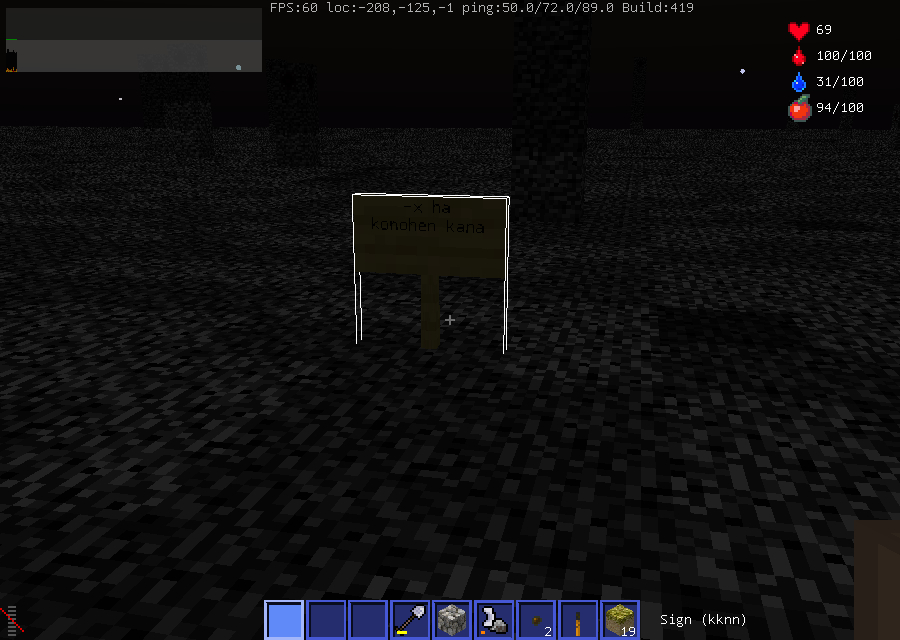 FPS:60 loc:-208,-125,-1 ping:50.0/72.0/89.0 Build:419
69
100/100
31/100
94/100
-x ha
konohen kana
2
19
Sign (kknn)